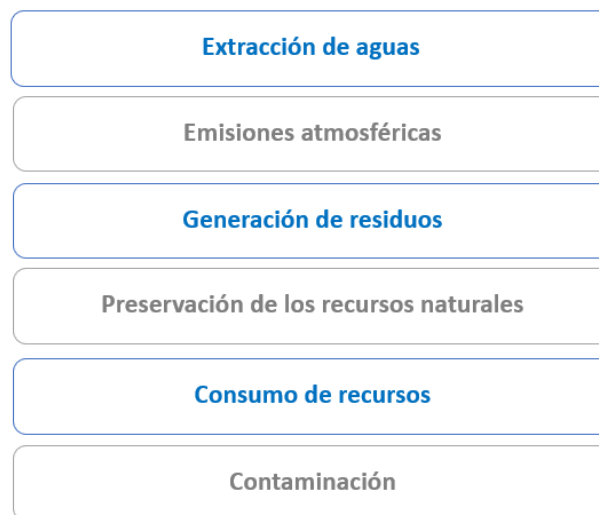 Extracción de aguas
Emisiones atmosféricas
Generación de residuos
Preservación de los recursos naturales
Consumo de recursos
Contaminación